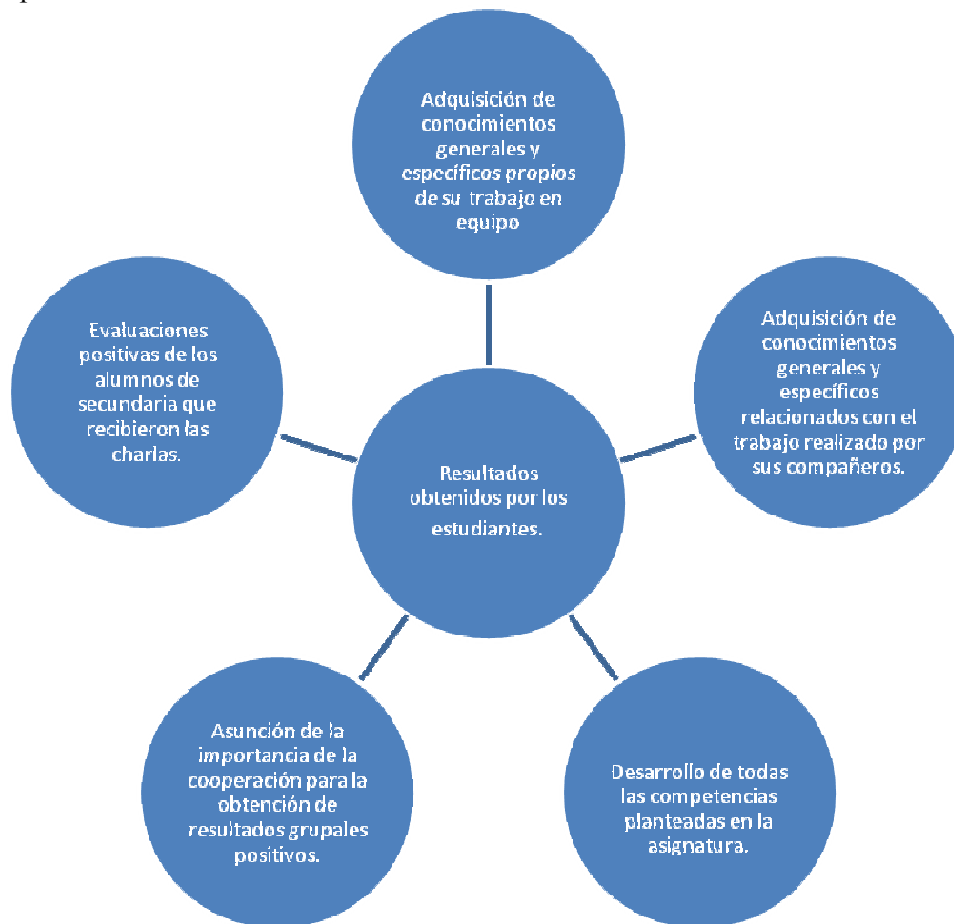 Adquisición de
conocimientos
generales y
específicos propios
de su trabajo en
equipo
Evaluaciones
positivas de los
alumnos de
secundaria que
recibieron las
charlas.
Adquisición de
conocimientos
generales y
específicos
relacionados con el
trabajo realizado por
sus compañeros.
Resultados
obtenidos por los
estudiantes.
Asunción de la
importancia de la
cooperación para la
obtención de
resultados grupales
positivos.
Desarrollo de todas
las competencias
planteadas en la
asignatura.